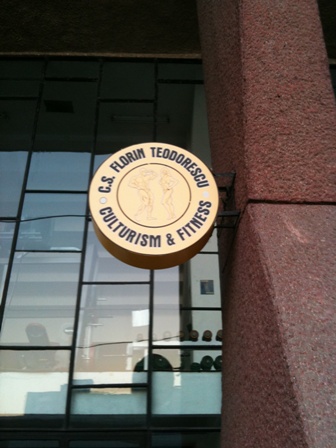 C.S. FLORIN TEODORESCU
CULTURISM & FITNESS